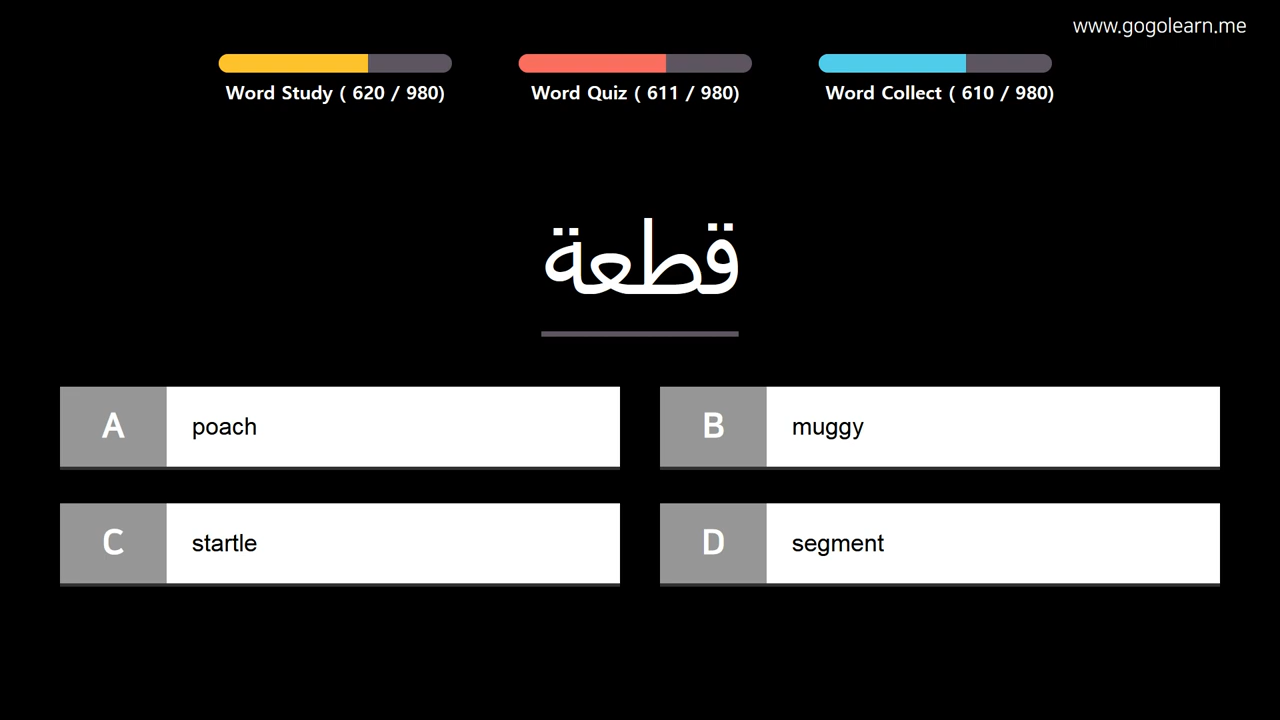 www.gogolearn.me
Word Study ( 620 / 980)
Word Quiz ( 611 / 980)
Word Collect ( 610 / 980)
قطعة
A poach
B muggy
C startle
D segment